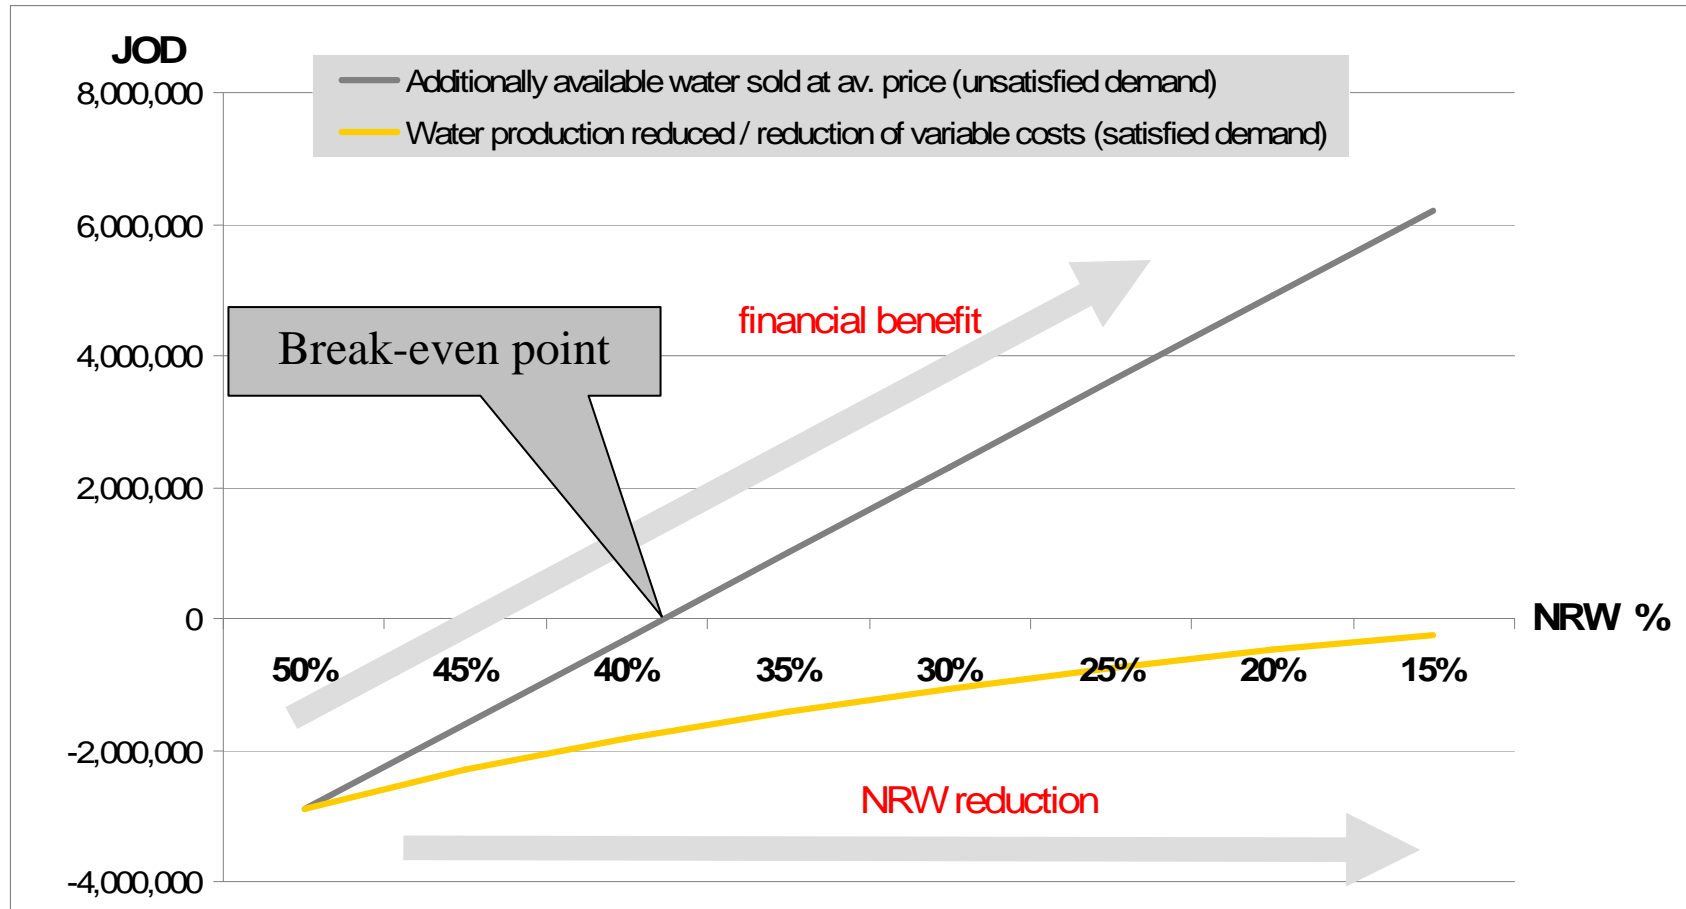 JOD
Additionally available water sold at av. price (unsatisfied demand)
Water production reduced / reduction of variable costs (satisfied demand)
8,000,000
6,000,000
4,000,000
2,000,000
0
-2,000,000
-4,000,000
financial benefit
Break-even point
NRW %
50% 45% 40% 35% 30% 25% 20% 15%
NRW reduction